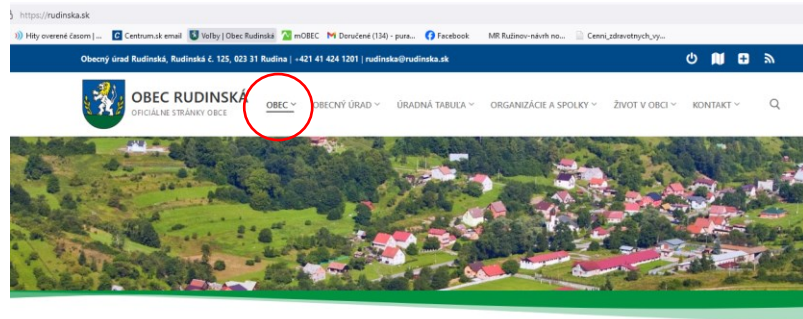 https://rudinska.sk
Hity overené časom | ... Centrum.sk email Voľby | Obec Rudinská mOBEC Doručené (134) - pura... Facebook MR Ružinov-návrh no... Cenni_zdravotnych_vy...
Obecný úrad Rudinská, Rudinská č. 125, 023 31 Rudina | +421 41 424 1201 | rudinska@rudinska.sk
OBEC RUDINSKÁ
OFICIÁLNE STRÁNKY OBCE
OBEC OBECNÝ ÚRAD ÚRADNÁ TABUĽA ORGANIZÁCIE A SPOLKY ŽIVOT V OBCI KONTAKT